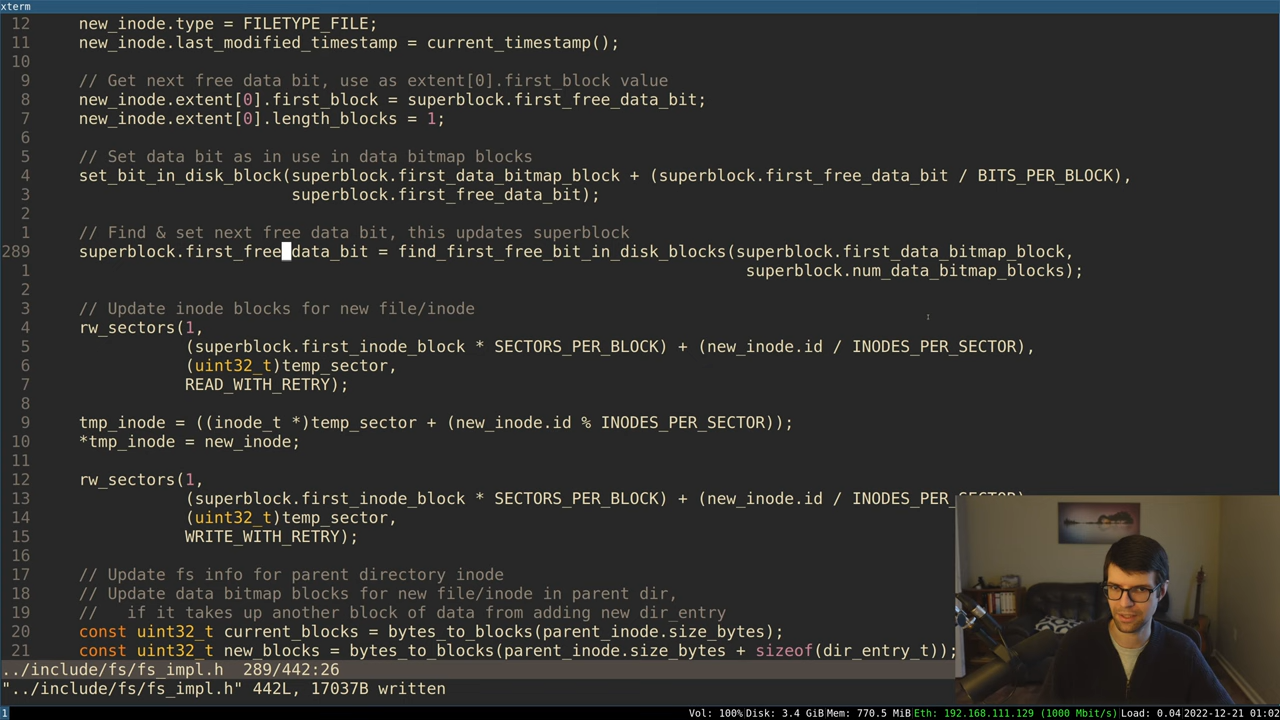 xterm
12 new_inode.type = FILETYPE_FILE;
11 new_inode.last_modified_timestamp = current_timestamp();
10
9 // Get next free data bit, use as extent[0].first_block value
8 new_inode.extent[0].first_block = superblock.first_free_data_bit;
7 new_inode.extent[0].length_blocks = 1;
6
5 // Set data bit as in use in data bitmap blocks
4 set_bit_in_disk_block(superblock.first_data_bitmap_block + (superblock.first_free_data_bit / BITS_PER_BLOCK),
3 superblock.first_free_data_bit);
2
1 // Find & set next free data bit, this updates superblock
289 superblock.first_free_data_bit = find_first_free_bit_in_disk_blocks(superblock.first_data_bitmap_block,
1 superblock.num_data_bitmap_blocks);
2
3 // Update inode blocks for new file/inode
4 rw_sectors(1,
5 (superblock.first_inode_block * SECTORS_PER_BLOCK) + (new_inode.id / INODES_PER_SECTOR),
6 (uint32_t)temp_sector,
7 READ_WITH_RETRY);
8
9 tmp_inode = ((inode_t *)temp_sector + (new_inode.id % INODES_PER_SECTOR));
10 *tmp_inode = new_inode;
11
12 rw_sectors(1,
13 (superblock.first_inode_block * SECTORS_PER_BLOCK) + (new_inode.id / INODES_PER
14 (uint32_t)temp_sector,
15 WRITE_WITH_RETRY);
16
17 // Update fs info for parent directory inode
18 // Update data bitmap blocks for new file/inode in parent dir,
19 // if it takes up another block of data from adding new dir_entry
20 const uint32_t current_blocks = bytes_to_blocks(parent_inode.size_bytes);
21 const uint32_t new_blocks = bytes_to_blocks(parent_inode.size_bytes + sizeof(dir_entry_t));
../include/fs/fs_impl.h 289/442:26
"../include/fs/fs_impl.h" 442L, 17037B written
1 Vol: 100% Disk: 3.4 GiB Mem: 770.5 MiB Eth: 192.168.111.129 (1000 Mbit/s) Load: 0.04 2022-12-21 01:02